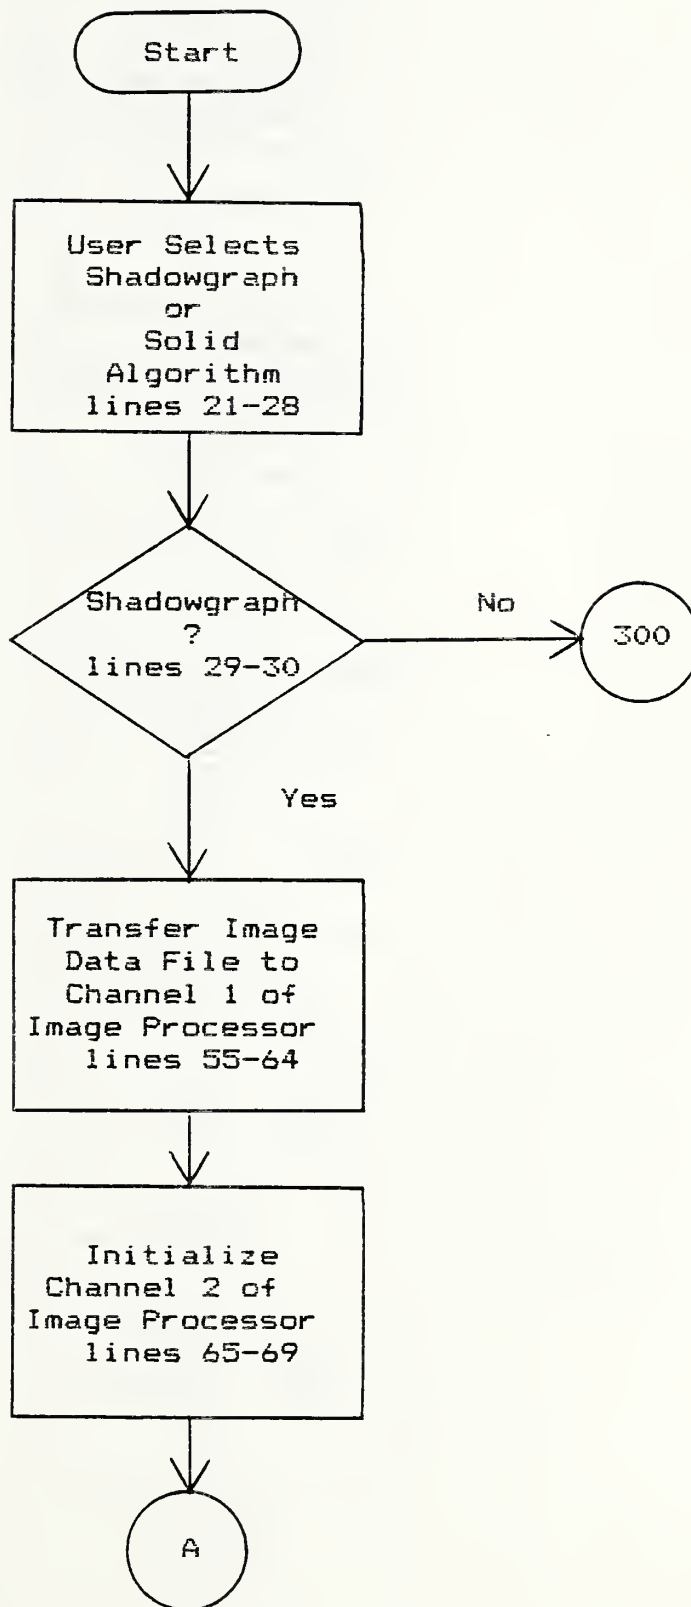 Start
User Selects
Shadowgraph
or
Solid
Algorithm
lines 21-28
Shadowgraph
?
lines 29-30
No
300
Yes
Transfer Image
Data File to
Channel 1 of
Image Processor
lines 55-64
Initialize
Channel 2 of
Image Processor
lines 65-69
A